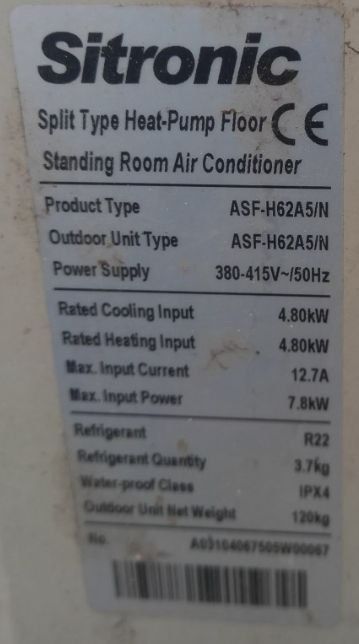 Sitronic
Split Type Heat-Pump Floor CE
Standing Room Air Conditioner
Product Type ASF-H62A5/N
Outdoor Unit Type ASF-H62A5/N
Power Supply 380-415V~/50Hz
Rated Cooling Input 4.80kW
Rated Heating Input 4.80kW
Max. Input Current 12.7A
Max. Input Power 7.8kW
Refrigerant R22
Refrigerant Quantity 3.7kg
Water-proof Class IPX4
Outdoor Unit Net Weight 120kg
No.